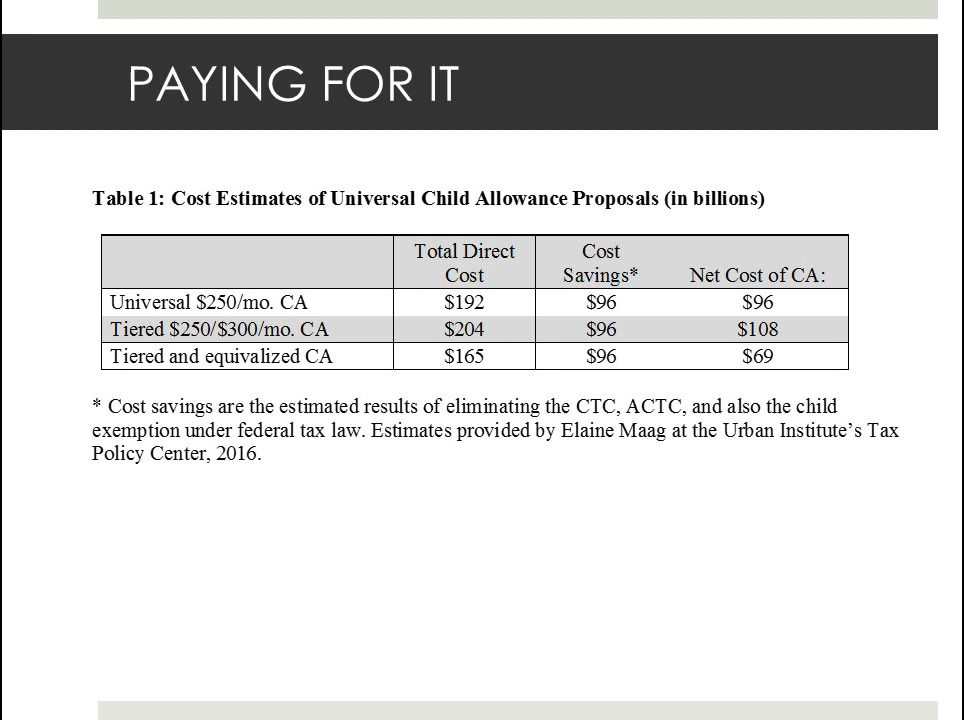 PAYING FOR IT
Table 1: Cost Estimates of Universal Child Allowance Proposals (in billions)
Total Direct Cost Cost Savings* Net Cost of CA:
Universal $250/mo. CA $192 $96 $96
Tiered $250/$300/mo. CA $204 $96 $108
Tiered and equivalized CA $165 $96 $69
* Cost savings are the estimated results of eliminating the CTC, ACTC, and also the child
exemption under federal tax law. Estimates provided by Elaine Maag at the Urban Institute’s Tax
Policy Center, 2016.